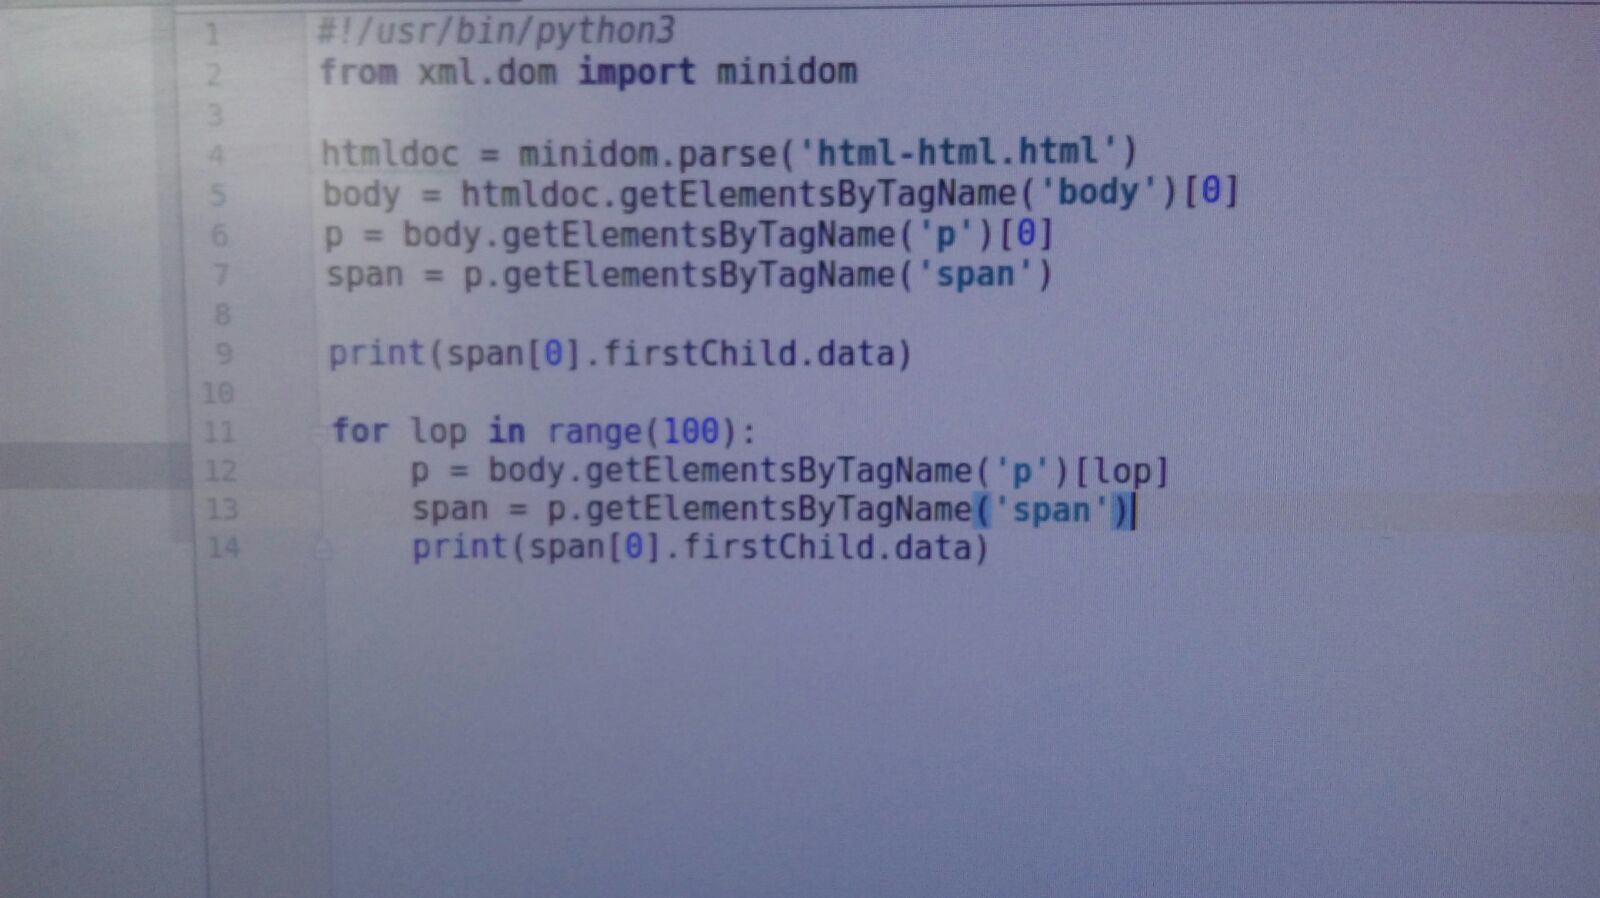 1 #!/usr/bin/python3
2 from xml.dom import minidom
3
4 htmldoc = minidom.parse('html-html.html')
5 body = htmldoc.getElementsByTagName('body')[0]
6 p = body.getElementsByTagName('p')[0]
7 span = p.getElementsByTagName('span')
8
9 print(span[0].firstChild.data)
10
11 for lop in range(100):
12     p = body.getElementsByTagName('p')[lop]
13     span = p.getElementsByTagName('span')
14     print(span[0].firstChild.data)